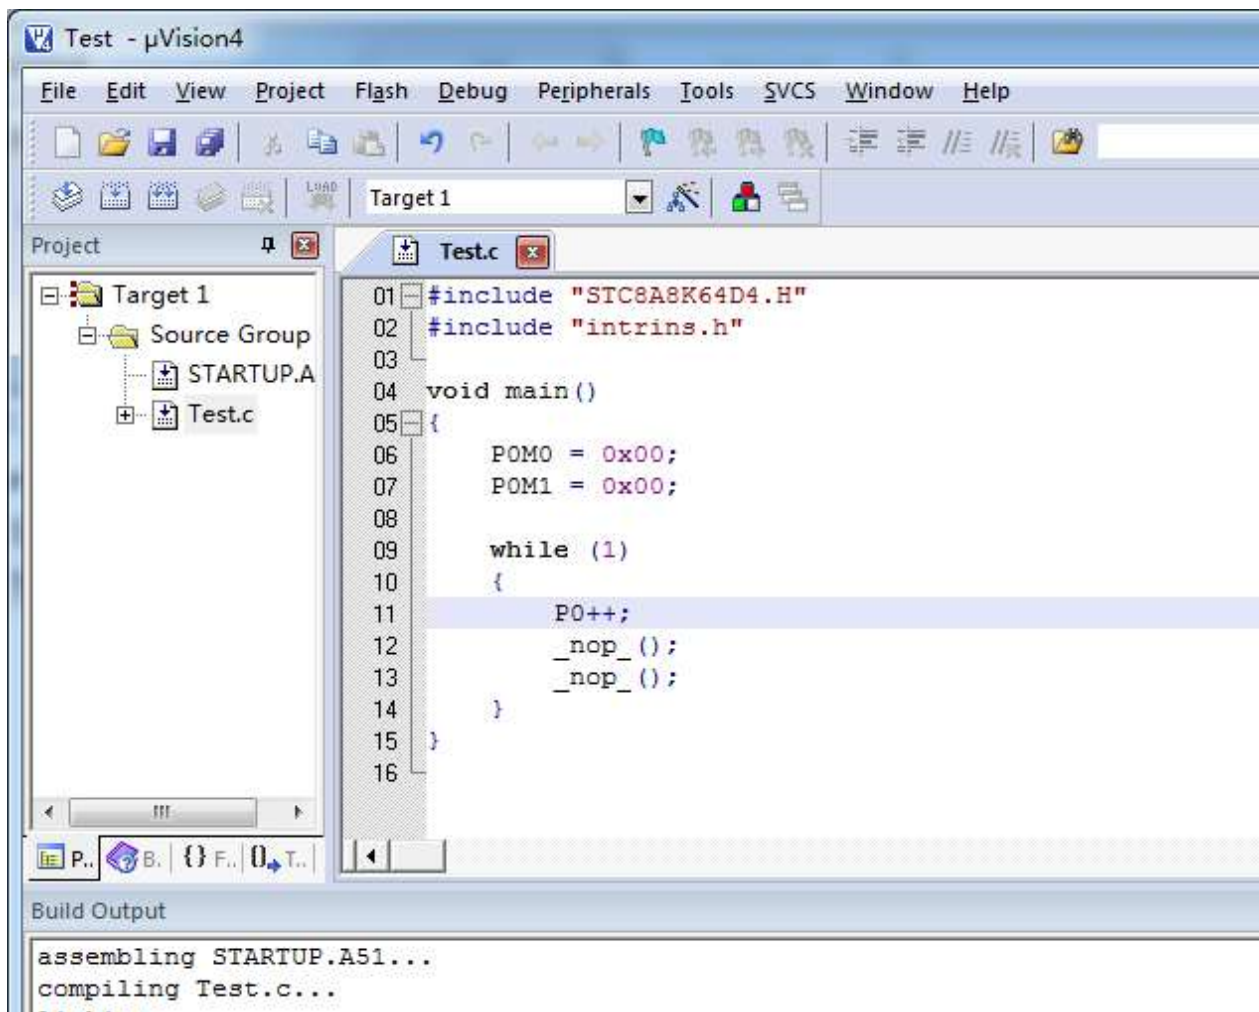 Test - µVision4
File Edit View Project Flash Debug Peripherals Tools SVCS Window Help
LOAD Target 1
Project
Test.c
Target 1
Source Group
STARTUP.A
Test.c
01 #include "STC8A8K64D4.H"
02 #include "intrins.h"
03
04 void main()
05 {
06 P0M0 = 0x00;
07 P0M1 = 0x00;
08
09 while (1)
10 {
11 P0++;
12 _nop_();
13 _nop_();
14 }
15 }
16
P.. B. {} F.. T..
Build Output
assembling STARTUP.A51...
compiling Test.c...